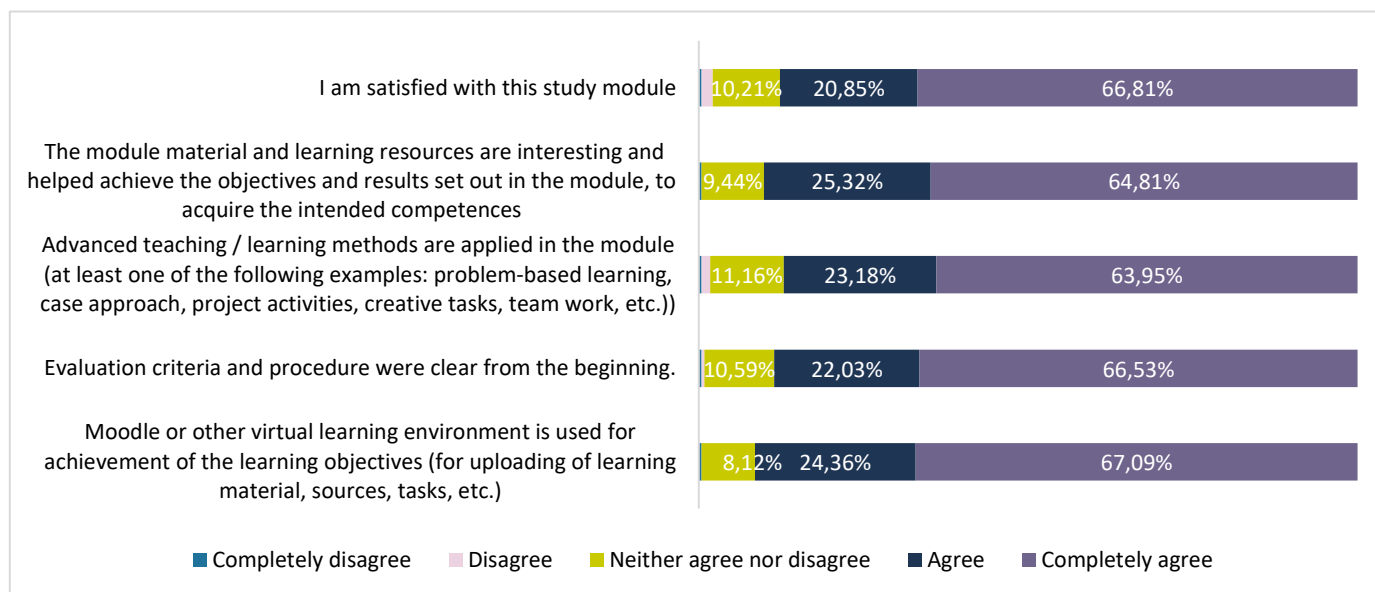 I am satisfied with this study module
10,21% 20,85% 66,81%
The module material and learning resources are interesting and
helped achieve the objectives and results set out in the module, to
acquire the intended competences
9,44% 25,32% 64,81%
Advanced teaching / learning methods are applied in the module
(at least one of the following examples: problem-based learning,
case approach, project activities, creative tasks, team work, etc.))
11,16% 23,18% 63,95%
Evaluation criteria and procedure were clear from the beginning.
10,59% 22,03% 66,53%
Moodle or other virtual learning environment is used for
achievement of the learning objectives (for uploading of learning
material, sources, tasks, etc.)
8,12% 24,36% 67,09%
Completely disagree Disagree Neither agree nor disagree Agree Completely agree